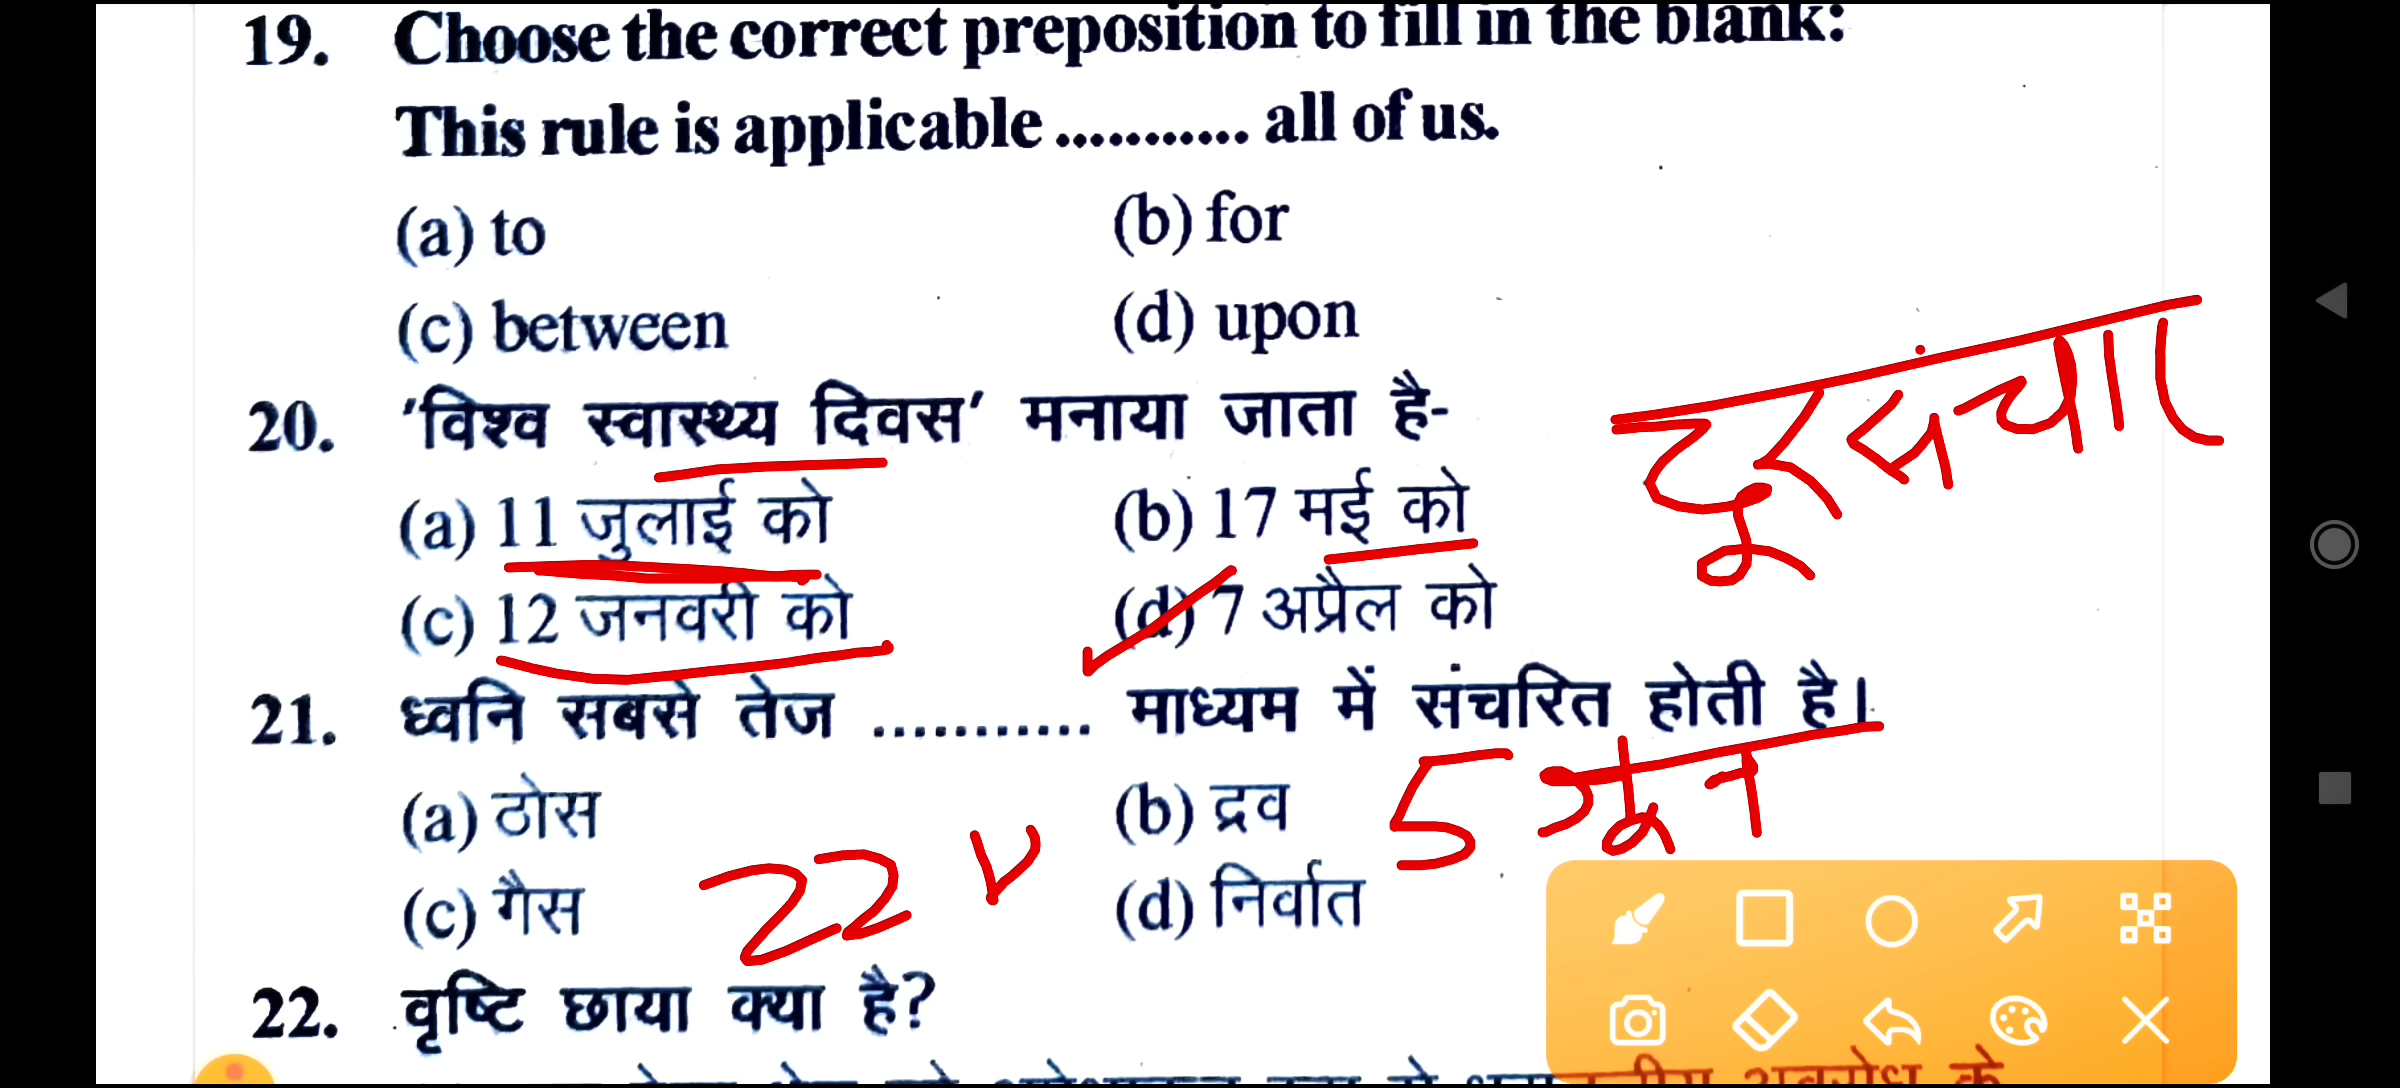 19. Choose the correct preposition to fill in the blank:
This rule is applicable ........... all of us.
(a) to (b) for
(c) between (d) upon
20. 'विश्व स्वास्थ्य दिवस' मनाया जाता है-
दूरसंचार
(a) 11 जुलाई को (b) 17 मई को
(c) 12 जनवरी को (d) 7 अप्रैल को
21. ध्वनि सबसे तेज ........... माध्यम में संचरित होती है।
5 जून
(a) ठोस (b) द्रव
22
(c) गैस (d) निर्वात
22. वृष्टि छाया क्या है?